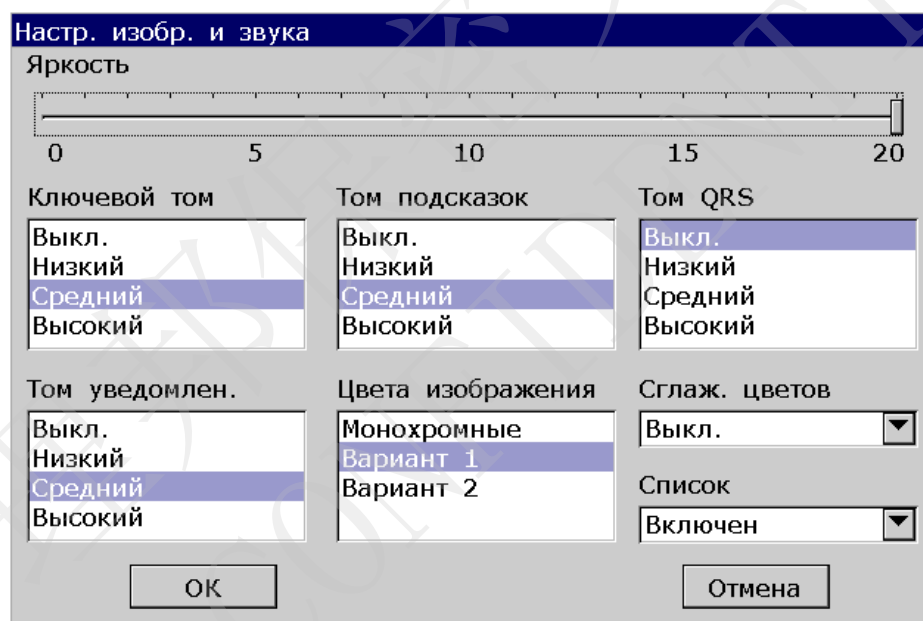 Настр. изобр. и звука
Яркость
0 5 10 15 20
Ключевой том Том подсказок Том QRS
Выкл. Выкл. Выкл.
Низкий Низкий Низкий
Средний Средний Средний
Высокий Высокий Высокий
Том уведомлен. Цвета изображения Сглаж. цветов
Выкл. Монохромные Выкл.
Низкий Вариант 1
Средний Вариант 2 Список
Высокий Включен
ОК Отмена